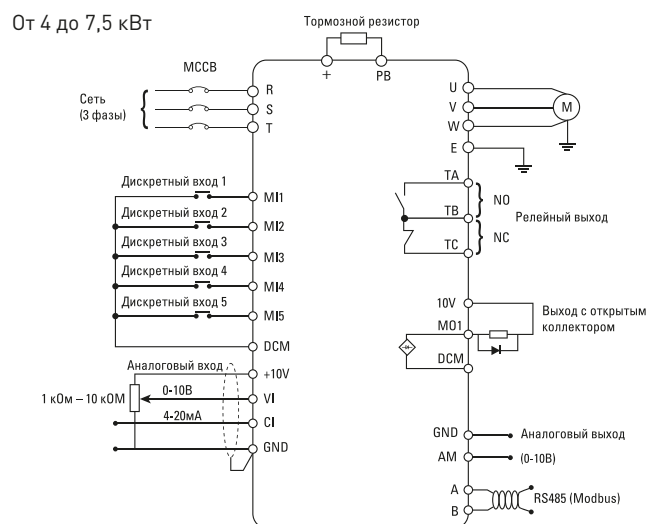 От 4 до 7,5 кВт
Тормозной резистор
+
PB
MCCB
Сеть
(3 фазы)
R
S
T
U
V
W
E
M
Дискретный вход 1
MI1
Дискретный вход 2
MI2
Дискретный вход 3
MI3
Дискретный вход 4
MI4
Дискретный вход 5
MI5
DCM
TA
TB
TC
NO
NC
Релейный выход
10V
MO1
DCM
Выход с открытым
коллектором
Аналоговый вход
+10V
1 кОм – 10 кОМ
0-10В
VI
4-20мА
CI
GND
GND
Аналоговый выход
AM
(0-10В)
A
B
RS485 (Modbus)